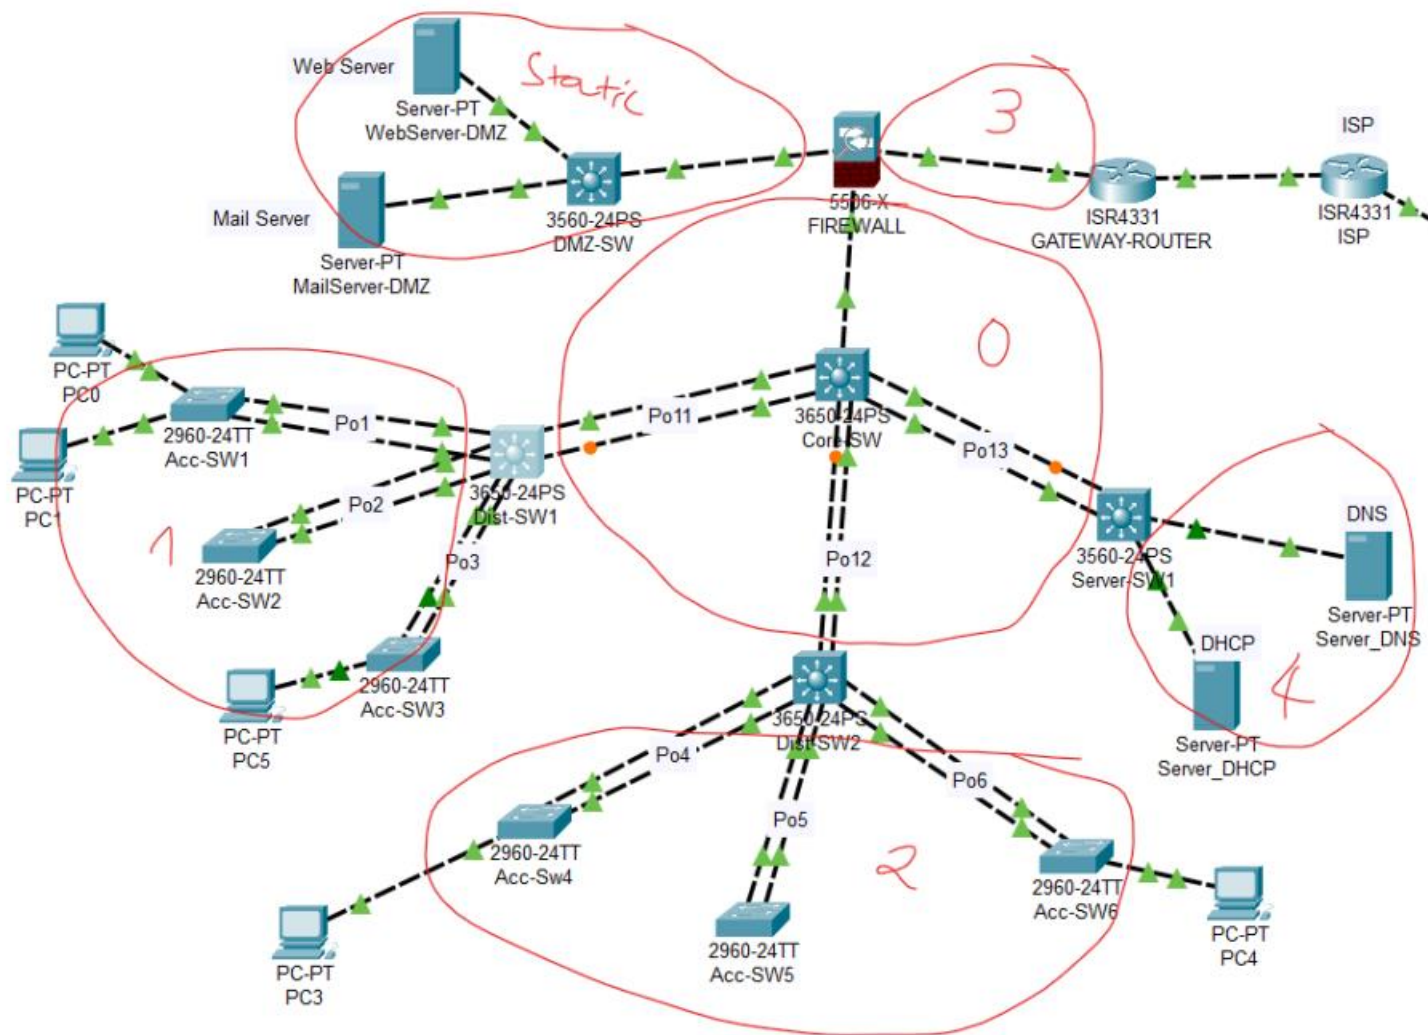 Web Server
Server-PT
WebServer-DMZ
Static
Mail Server
Server-PT
MailServer-DMZ
3560-24PS
DMZ-SW
5506-X
FIREWALL
3
ISR4331
GATEWAY-ROUTER
ISP
ISR4331
ISP
PC-PT
PC0
PC-PT
PC1
2960-24TT
Acc-SW1
Po1
Po2
1
2960-24TT
Acc-SW2
Po3
3650-24PS
Dist-SW1
Po11
3650-24PS
Core-SW
0
Po13
Po12
3560-24PS
Server-SW1
DNS
Server-PT
Server_DNS
DHCP
4
Server-PT
Server_DHCP
PC-PT
PC5
2960-24TT
Acc-SW3
3650-24PS
Dist-SW2
Po4
Po5
Po6
2960-24TT
Acc-Sw4
2
2960-24TT
Acc-SW5
2960-24TT
Acc-SW6
PC-PT
PC3
PC-PT
PC4